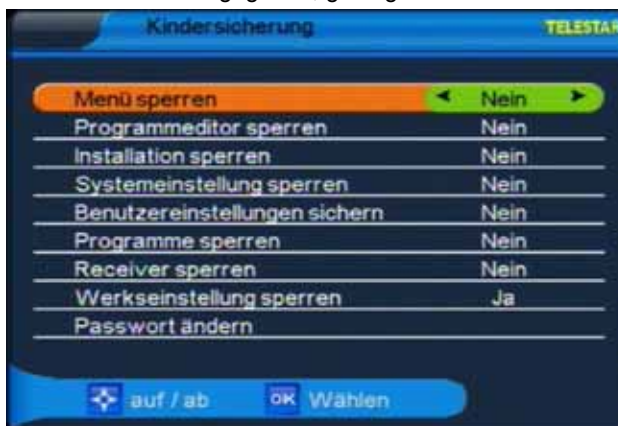 Kindersicherung TELESTAR
Menü sperren Nein
Programmeditor sperren Nein
Installation sperren Nein
Systemeinstellung sperren Nein
Benutzereinstellungen sichern Nein
Programme sperren Nein
Receiver sperren Nein
Werkseinstellung sperren Ja
Passwort ändern
auf / ab OK Wählen